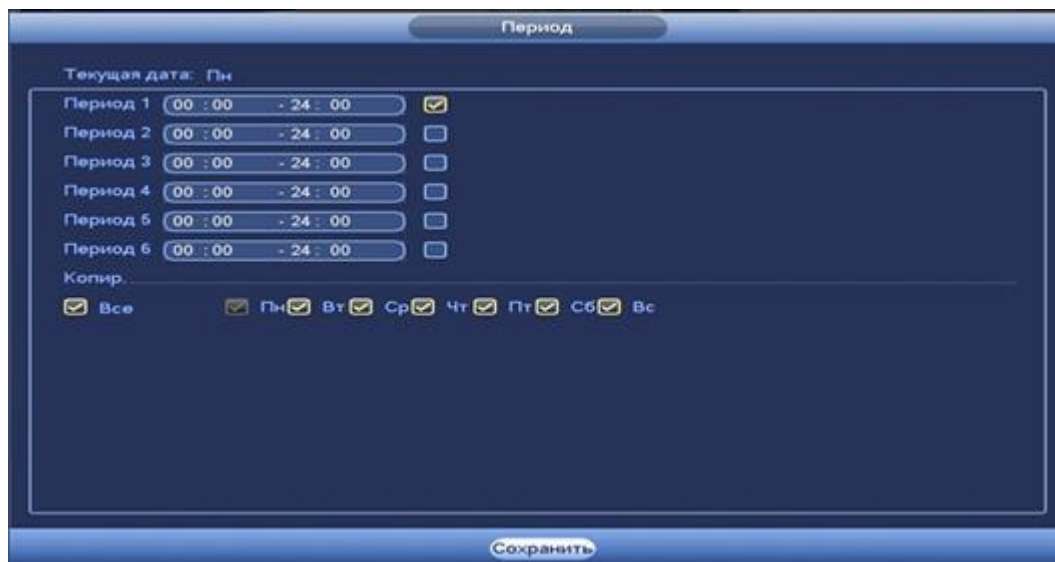 Период
Текущая дата: Пн
Период 1 00 : 00 - 24 : 00
Период 2 00 : 00 - 24 : 00
Период 3 00 : 00 - 24 : 00
Период 4 00 : 00 - 24 : 00
Период 5 00 : 00 - 24 : 00
Период 6 00 : 00 - 24 : 00
Копир.
Все Пн Вт Ср Чт Пт Сб Вс
Сохранить